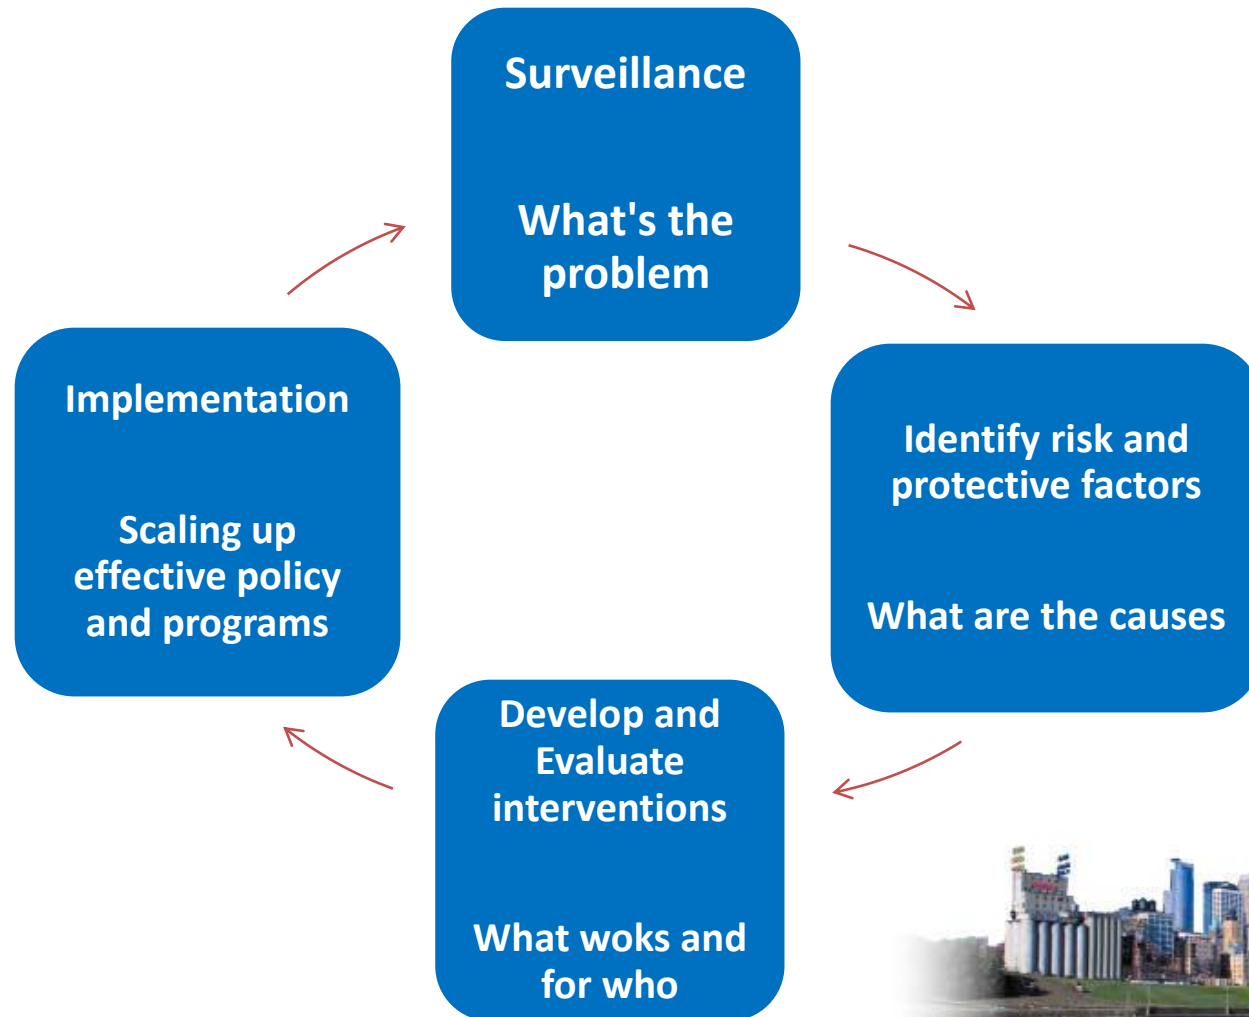 Surveillance
What's the
problem
Identify risk and
protective factors
What are the causes
Develop and
Evaluate
interventions
What woks and
for who
Implementation
Scaling up
effective policy
and programs